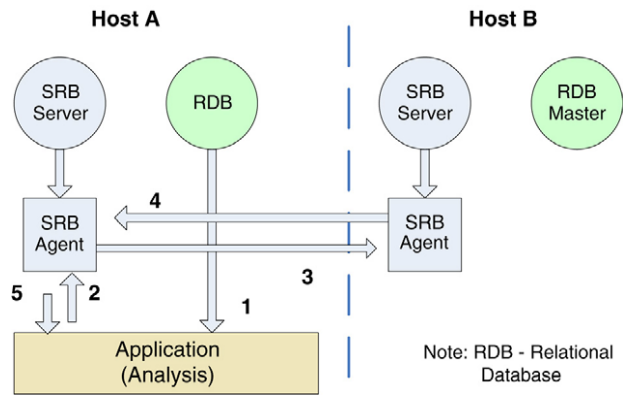 Host A
Host B
SRB
Server
RDB
SRB
Server
RDB
Master
SRB
Agent
4
SRB
Agent
3
5
2
1
Application
(Analysis)
Note: RDB - Relational
Database